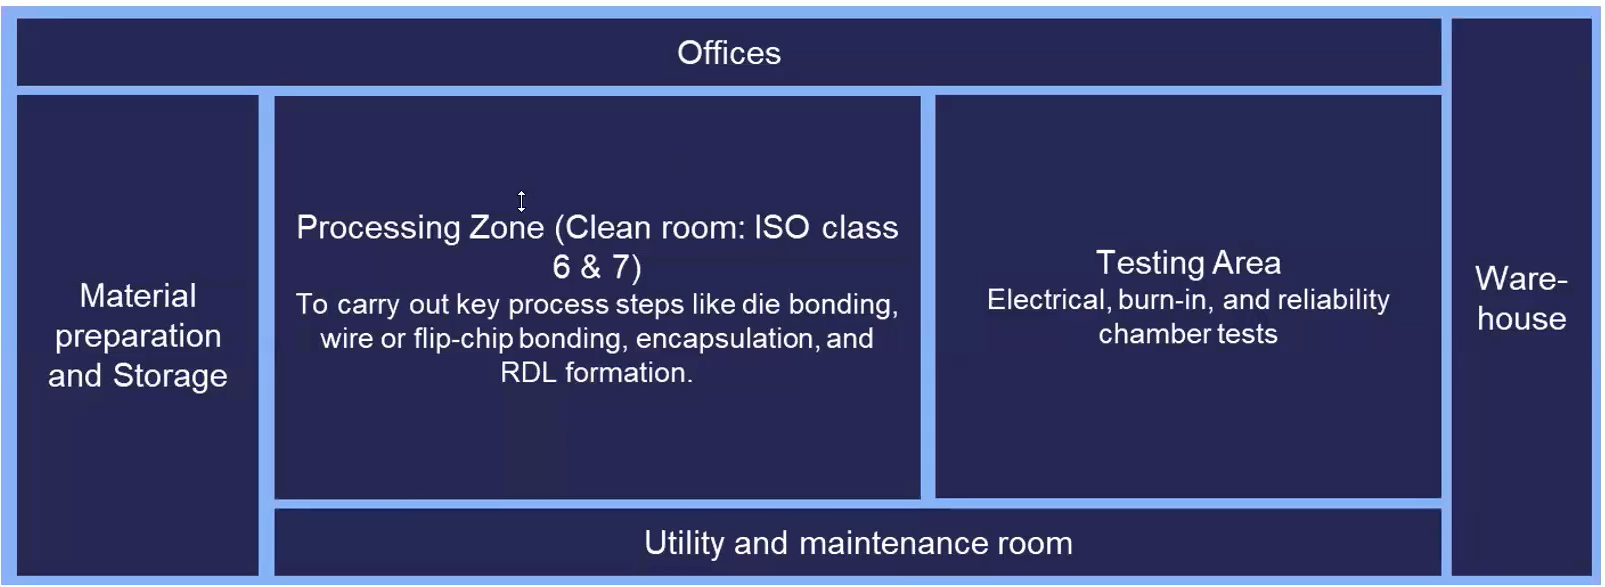 Offices
Material
preparation
and Storage
Processing Zone (Clean room: ISO class
6 & 7)
To carry out key process steps like die bonding,
wire or flip-chip bonding, encapsulation, and
RDL formation.
Testing Area
Electrical, burn-in, and reliability
chamber tests
Ware-
house
Utility and maintenance room